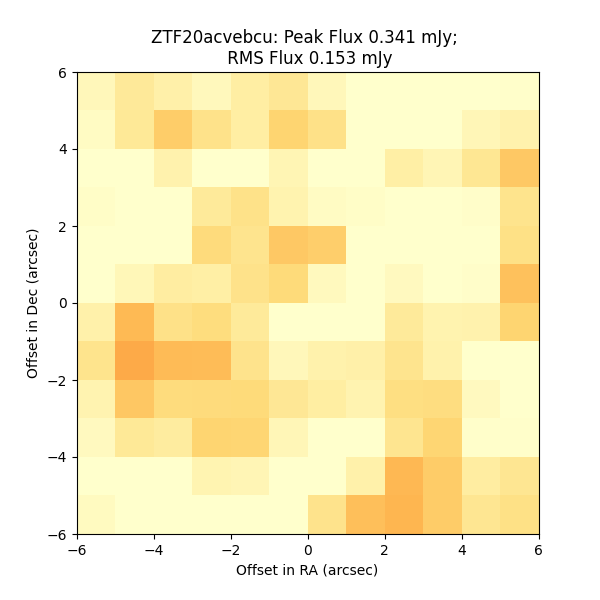 ZTF20acvebcu: Peak Flux 0.341 mJy;
RMS Flux 0.153 mJy
6
4
2
0
−2
−4
−6
Offset in Dec (arcsec)
−6 −4 −2 0 2 4 6
Offset in RA (arcsec)